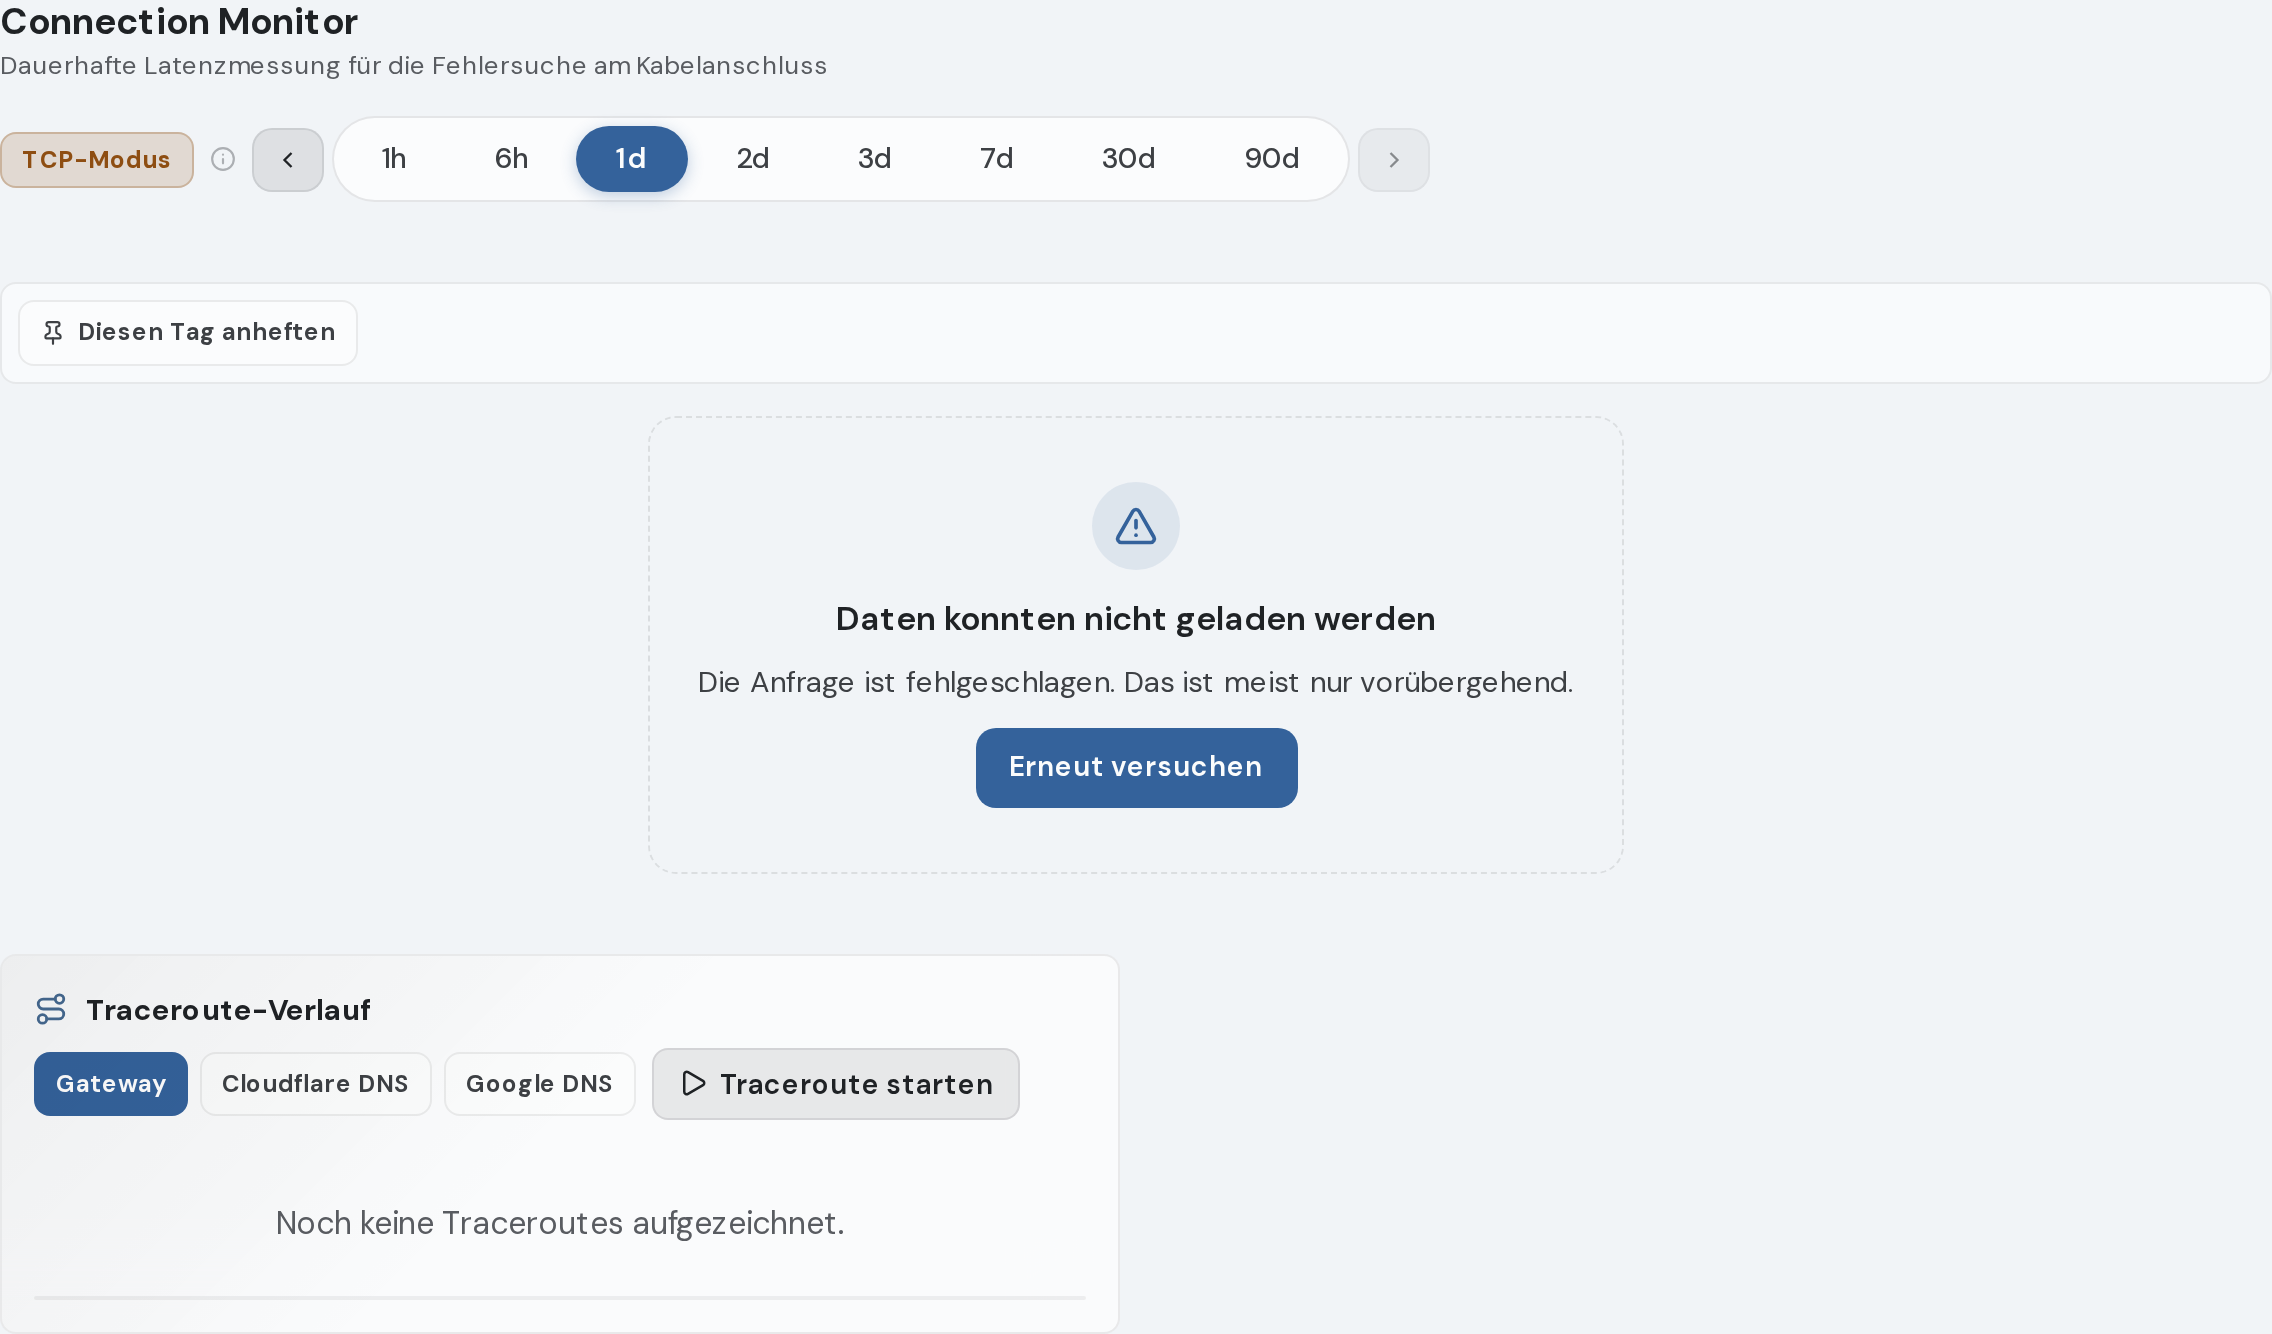 Connection Monitor
Dauerhafte Latenzmessung für die Fehlersuche am Kabelanschluss
TCP-Modus 1h 6h 1d 2d 3d 7d 30d 90d
Diesen Tag anheften
Daten konnten nicht geladen werden
Die Anfrage ist fehlgeschlagen. Das ist meist nur vorübergehend.
Erneut versuchen
Traceroute-Verlauf
Gateway Cloudflare DNS Google DNS Traceroute starten
Noch keine Traceroutes aufgezeichnet.